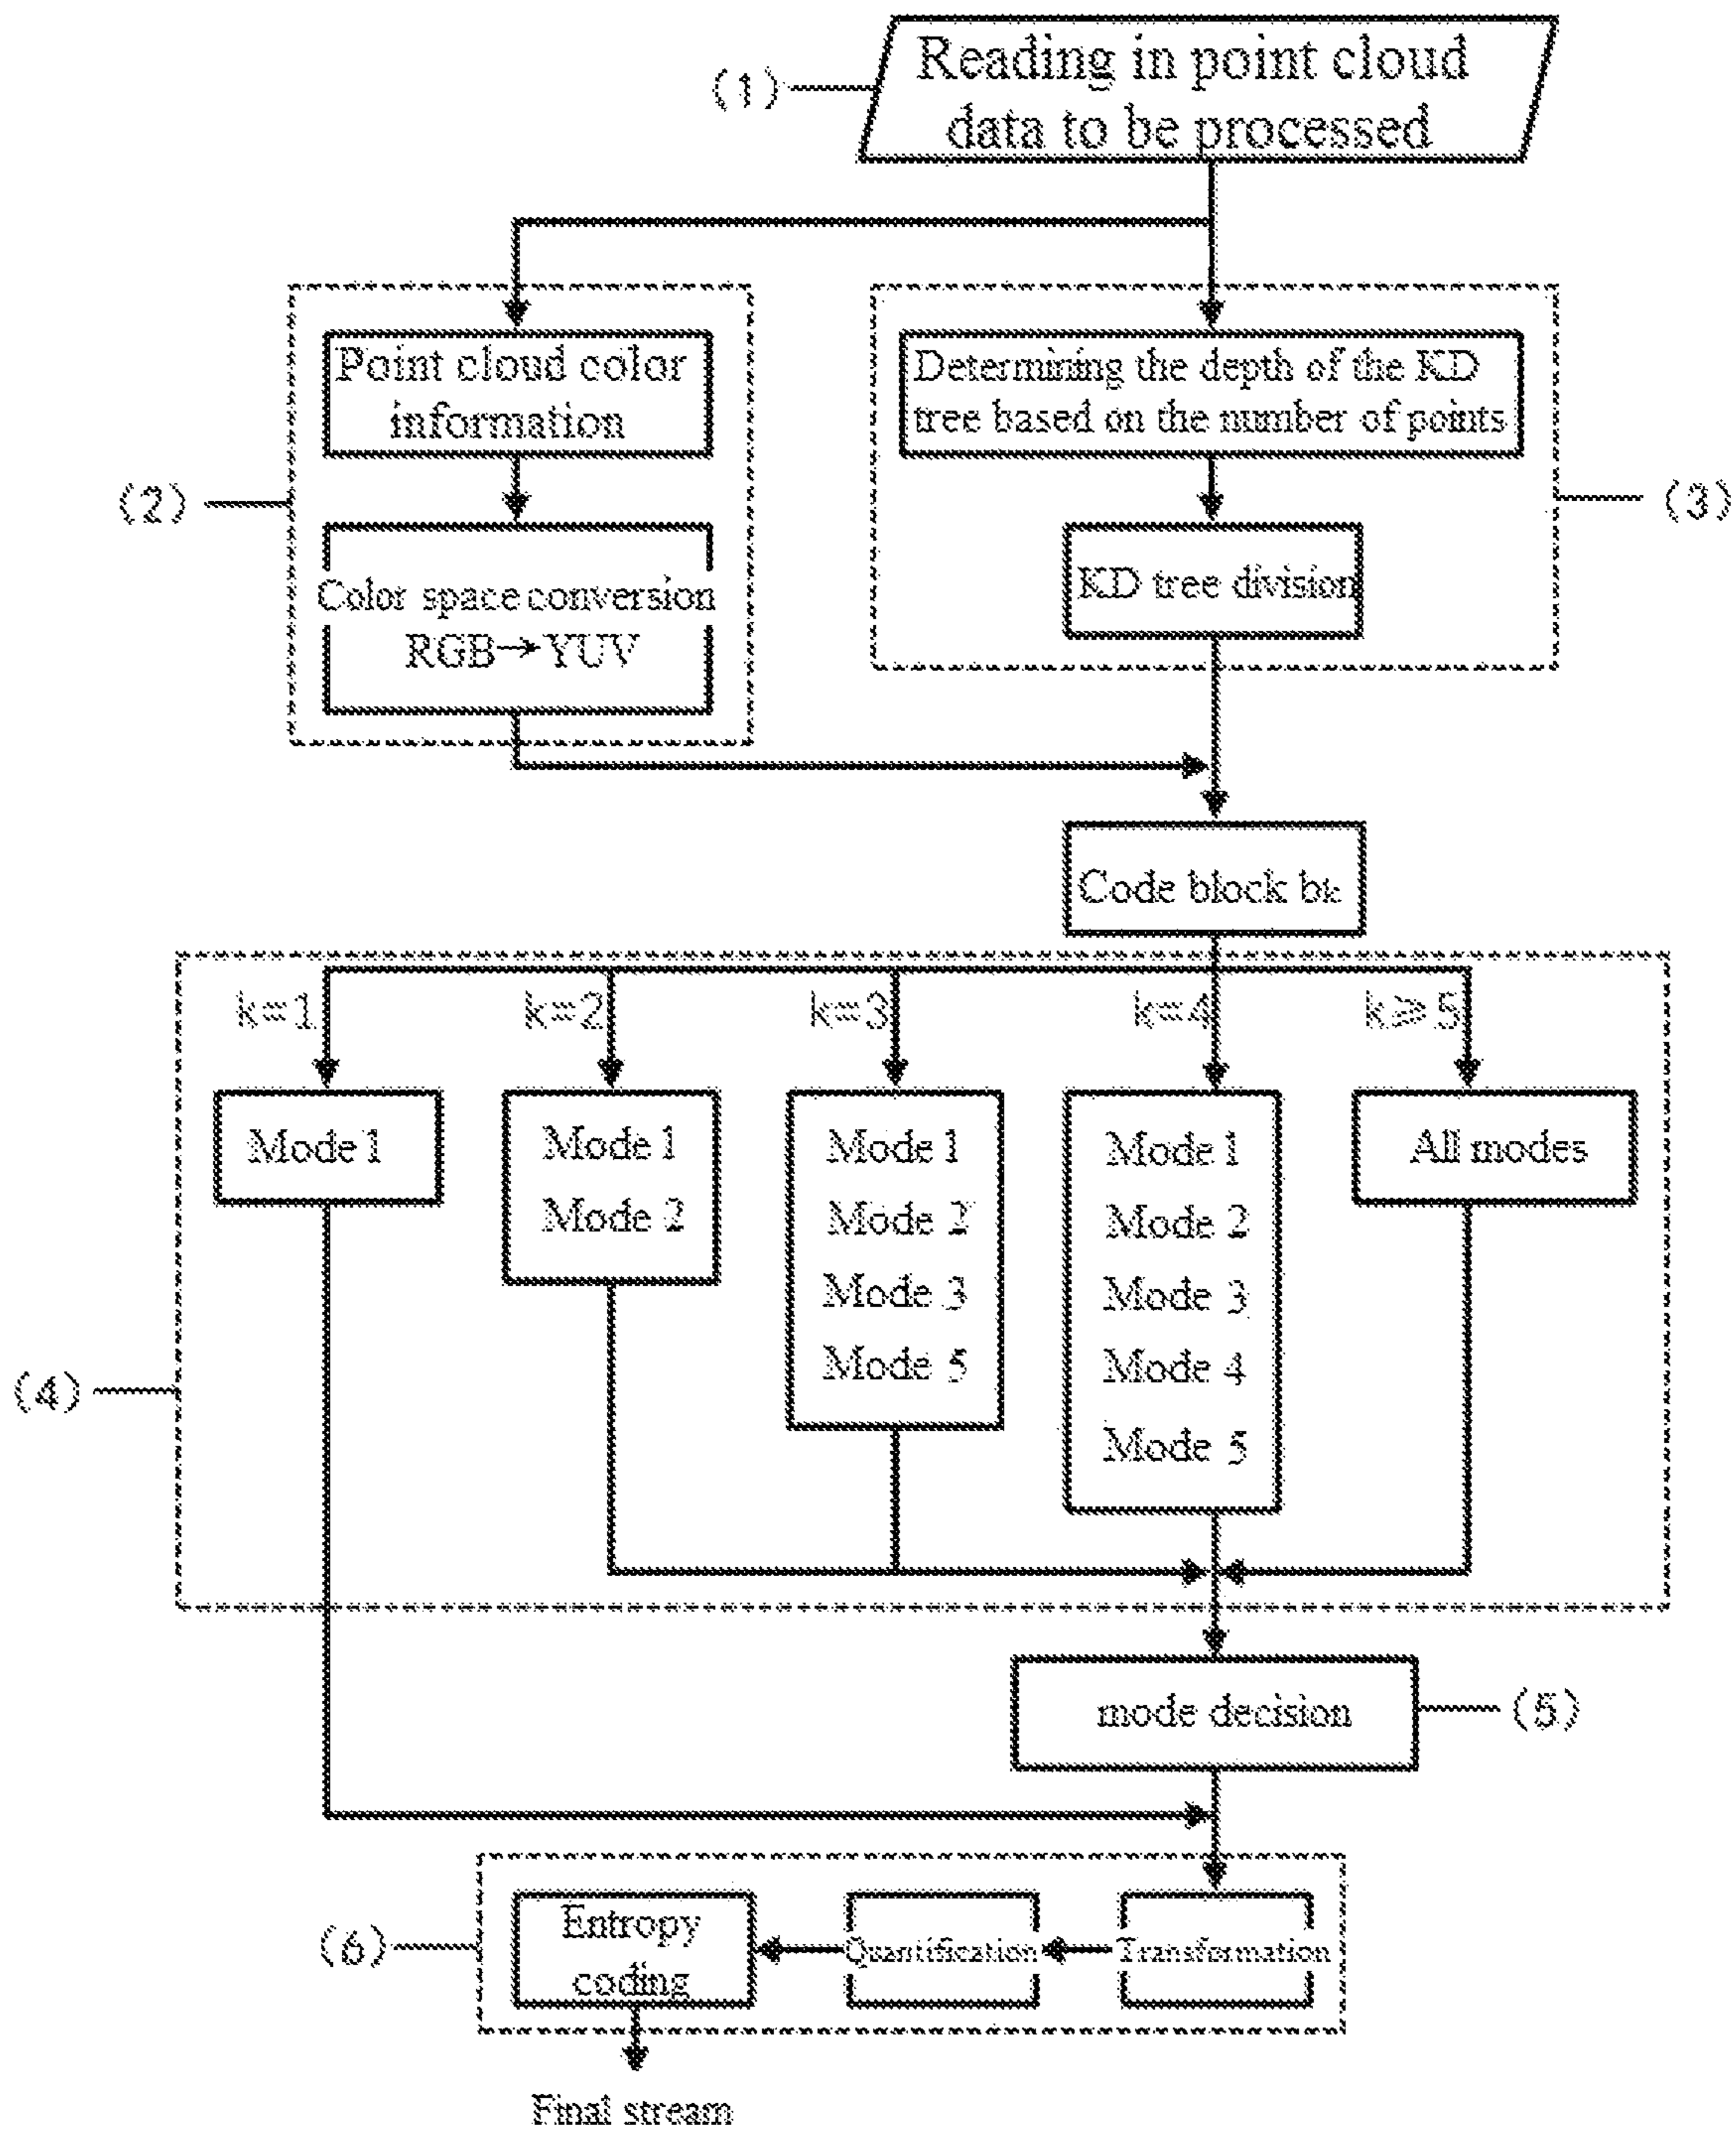 Reading in point cloud
data to be processed
(1)
Point cloud color
information
Color space conversion
RGB→YUV
(2)
Determining the depth of the KD
tree based on the number of points
KD tree division
(3)
Code block bk
k=1
k=2
k=3
k=4
k≥5
Mode 1
Mode 1
Mode 2
Mode 1
Mode 2
Mode 3
Mode 5
Mode 1
Mode 2
Mode 3
Mode 4
Mode 5
All modes
(4)
mode decision
(5)
(6)
Entropy
coding
Quantification
Transformation
Final stream